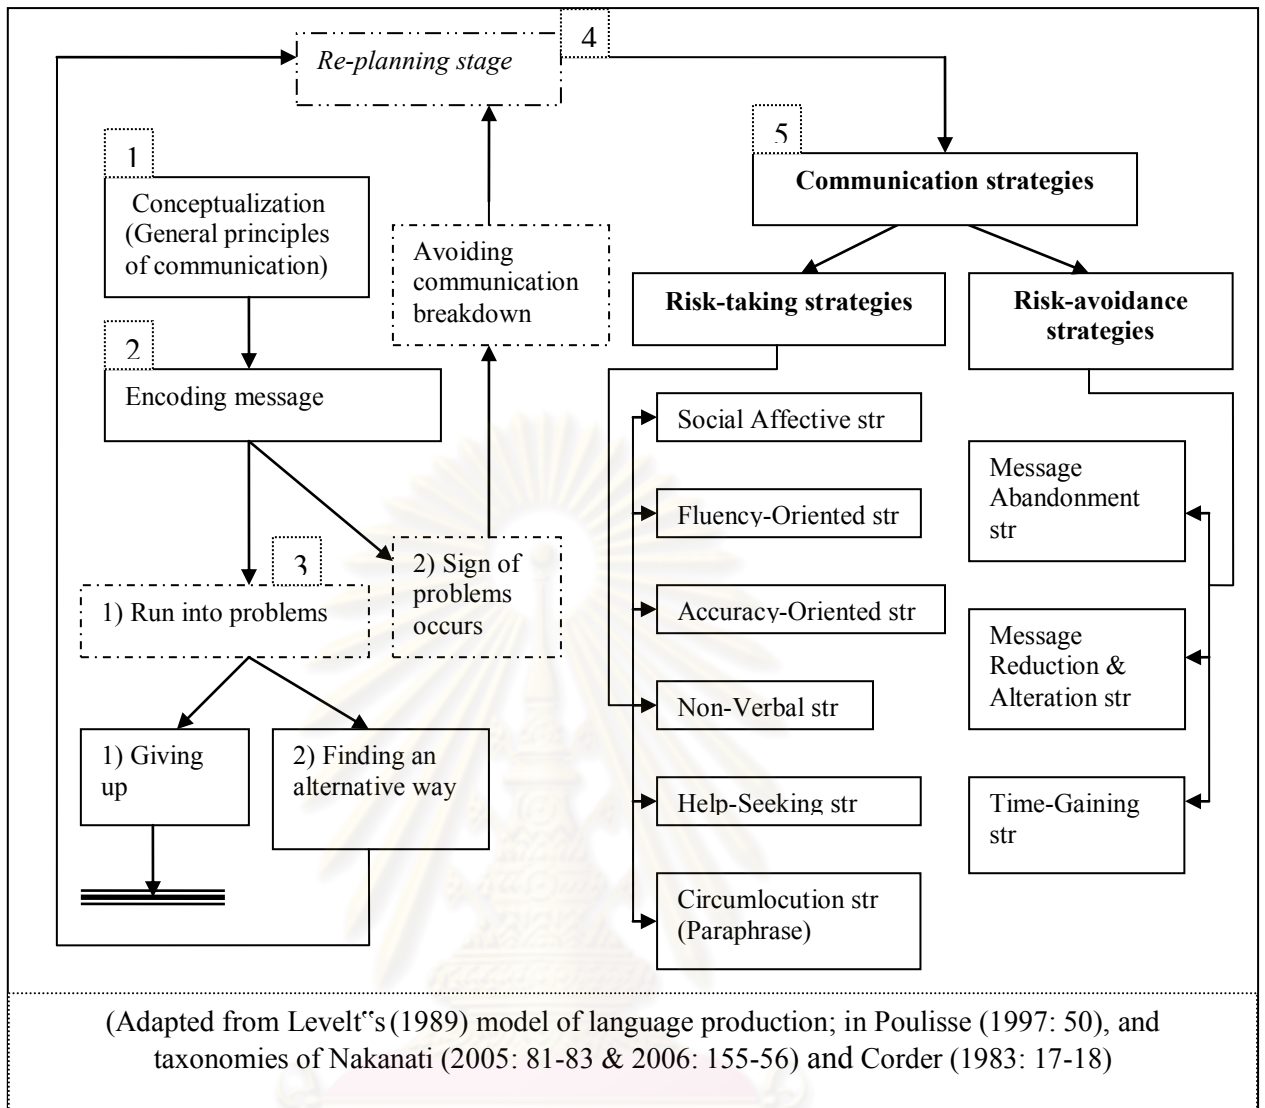 4
Re-planning stage
1
Conceptualization
(General principles
of communication)
2
Encoding message
Avoiding
communication
breakdown
3
1) Run into problems
2) Sign of
problems
occurs
1) Giving
up
2) Finding an
alternative way
5
Communication strategies
Risk-taking strategies
Risk-avoidance
strategies
Social Affective str
Fluency-Oriented str
Accuracy-Oriented str
Non-Verbal str
Help-Seeking str
Circumlocution str
(Paraphrase)
Message
Abandonment
str
Message
Reduction &
Alteration str
Time-Gaining
str
(Adapted from Levelt‟s (1989) model of language production; in Poulisse (1997: 50), and
taxonomies of Nakanati (2005: 81-83 & 2006: 155-56) and Corder (1983: 17-18)